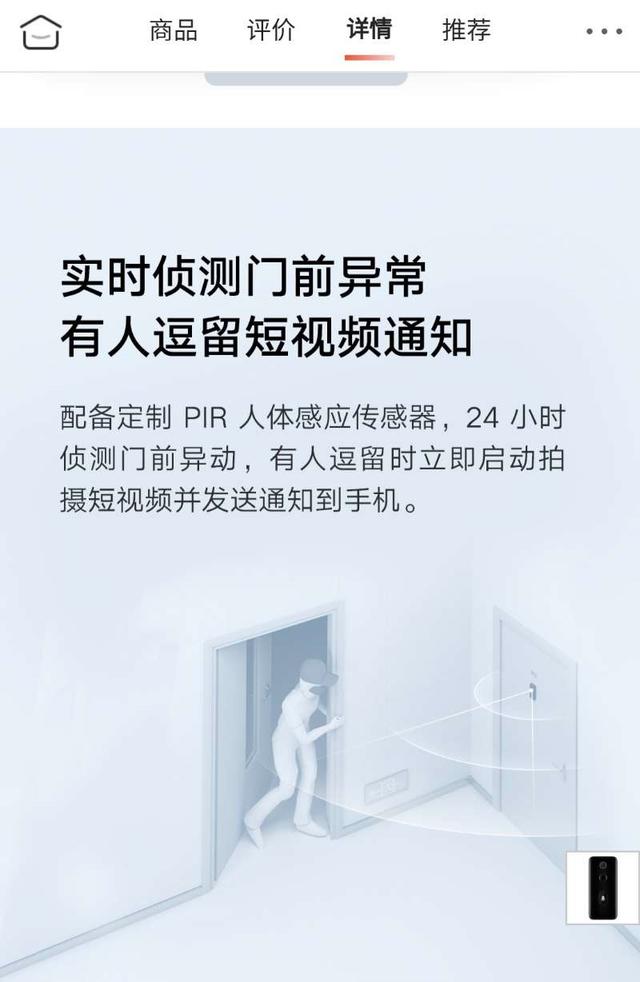 商品 评价 详情 推荐
实时侦测门前异常
有人逗留短视频通知
配备定制 PIR 人体感应传感器，24 小时
侦测门前异动，有人逗留时立即启动拍
摄短视频并发送通知到手机。